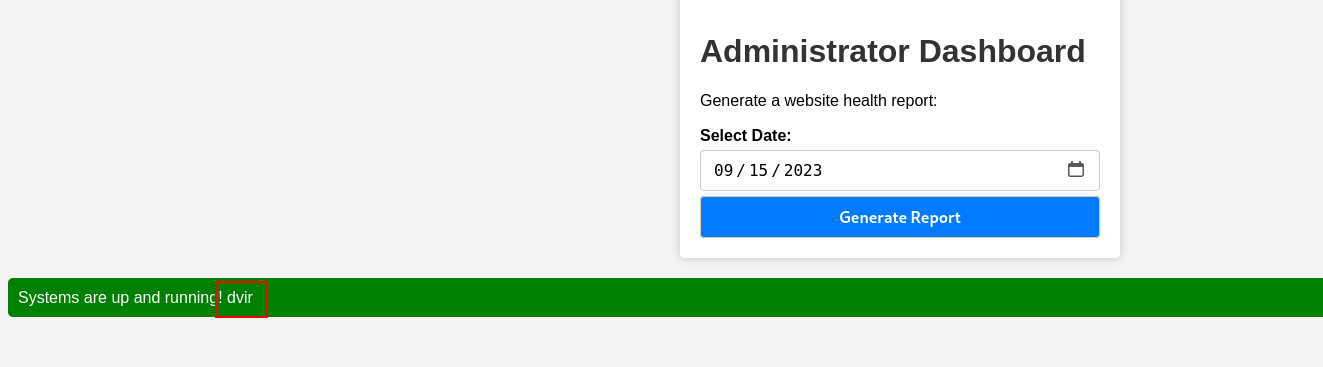 Administrator Dashboard
Generate a website health report:
Select Date:
09/15/2023
Generate Report
Systems are up and running! dvir